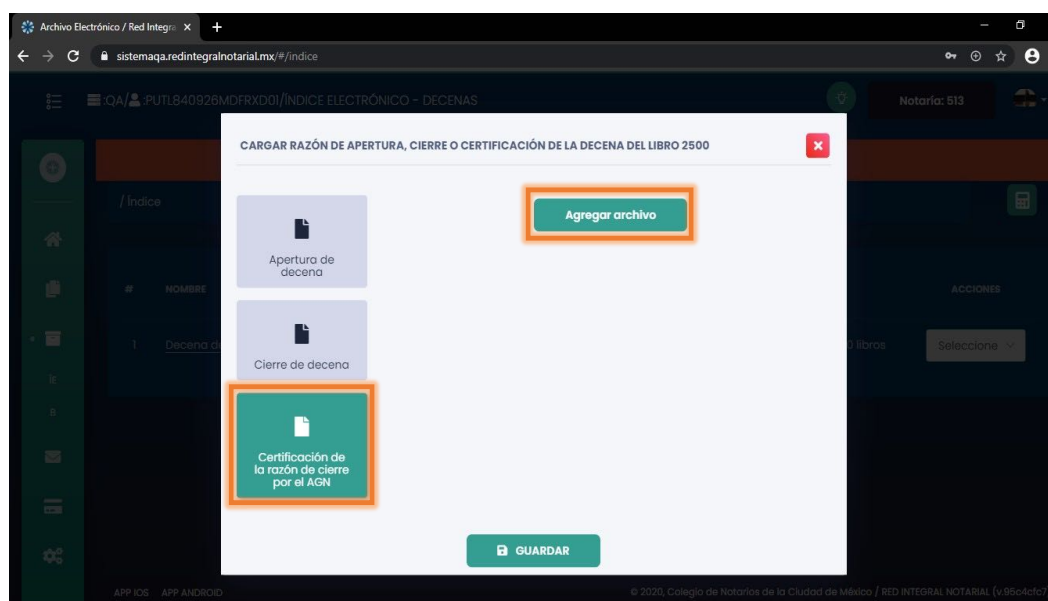 Archivo Electrónico / Red Integra
sistemaqa.redintegralnotarial.mx/#/indice
:QA/ :PUTL840926MDFRXD01/ÍNDICE ELECTRÓNICO - DECENAS
Notaría: 513
CARGAR RAZÓN DE APERTURA, CIERRE O CERTIFICACIÓN DE LA DECENA DEL LIBRO 2500
/ Índice
Agregar archivo
Apertura de
decena
# NOMBRE
ACCIONES
1 Decena de
0 libros
Seleccione
Cierre de decena
IE
B
Certificación de
la razón de cierre
por el AGN
GUARDAR
APP IOS APP ANDROID
© 2020, Colegio de Notarios de la Ciudad de México / RED INTEGRAL NOTARIAL (v.95c4cfc7